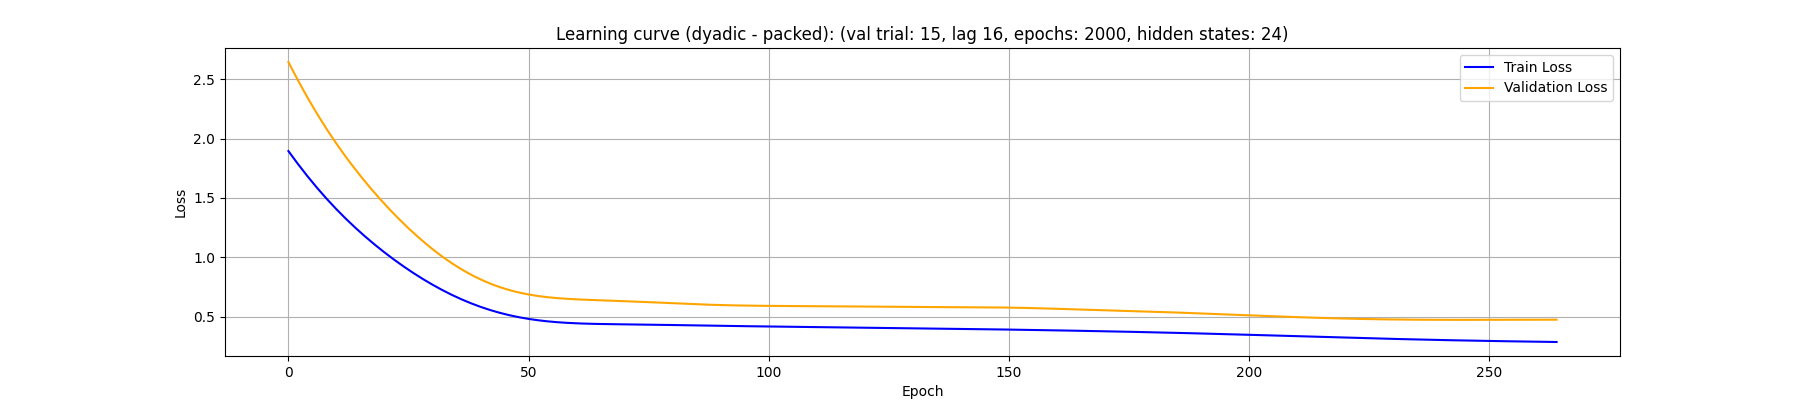 Learning curve (dyadic - packed): (val trial: 15, lag 16, epochs: 2000, hidden states: 24)
Train Loss
Validation Loss
Loss
2.5
2.0
1.5
1.0
0.5
0 50 100 150 200 250
Epoch